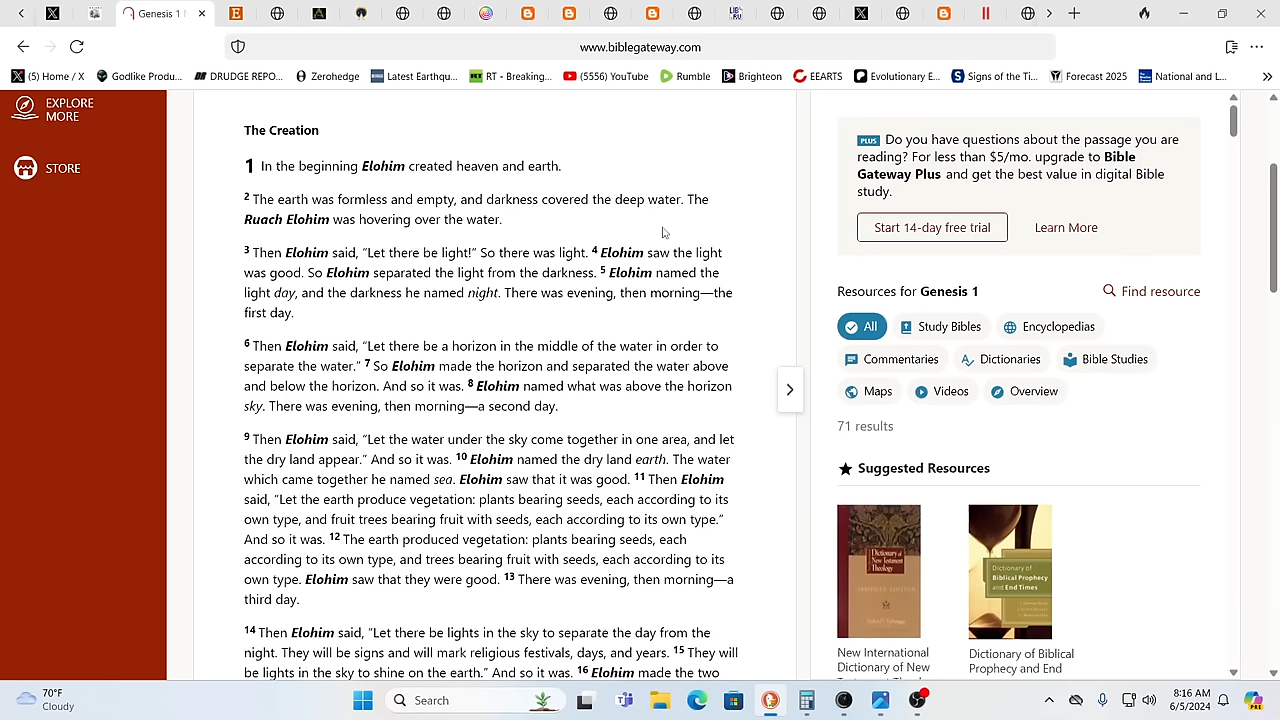 Genesis 1
www.biblegateway.com
(5) Home / X
Godlike Produ...
DRUDGE REPO...
Zerohedge
Latest Earthqu...
RT - Breaking...
(5556) YouTube
Rumble
Brighteon
EEARTS
Evolutionary E...
Signs of the Ti...
Forecast 2025
National and L...
EXPLORE
MORE
STORE
The Creation
1 In the beginning Elohim created heaven and earth.
2 The earth was formless and empty, and darkness covered the deep water. The
Ruach Elohim was hovering over the water.
3 Then Elohim said, “Let there be light!” So there was light. 4 Elohim saw the light
was good. So Elohim separated the light from the darkness. 5 Elohim named the
light day, and the darkness he named night. There was evening, then morning—the
first day.
6 Then Elohim said, “Let there be a horizon in the middle of the water in order to
separate the water.” 7 So Elohim made the horizon and separated the water above
and below the horizon. And so it was. 8 Elohim named what was above the horizon
sky. There was evening, then morning—a second day.
9 Then Elohim said, “Let the water under the sky come together in one area, and let
the dry land appear.” And so it was. 10 Elohim named the dry land earth. The water
which came together he named sea. Elohim saw that it was good. 11 Then Elohim
said, “Let the earth produce vegetation: plants bearing seeds, each according to its
own type, and fruit trees bearing fruit with seeds, each according to its own type.”
And so it was. 12 The earth produced vegetation: plants bearing seeds, each
according to its own type, and trees bearing fruit with seeds, each according to its
own type. Elohim saw that they were good. 13 There was evening, then morning—a
third day.
14 Then Elohim said, “Let there be lights in the sky to separate the day from the
night. They will be signs and will mark religious festivals, days, and years. 15 They will
be lights in the sky to shine on the earth.” And so it was. 16 Elohim made the two
PLUS Do you have questions about the passage you are
reading? For less than $5/mo. upgrade to Bible
Gateway Plus and get the best value in digital Bible
study.
Start 14-day free trial
Learn More
Resources for Genesis 1
Find resource
All
Study Bibles
Encyclopedias
Commentaries
Dictionaries
Bible Studies
Maps
Videos
Overview
71 results
Suggested Resources
Dictionary of
New Testament
Theology
Dictionary of
Biblical Prophecy
and End Times
New International
Dictionary of New
Dictionary of Biblical
Prophecy and End
70°F
Cloudy
Search
8:16 AM
6/5/2024